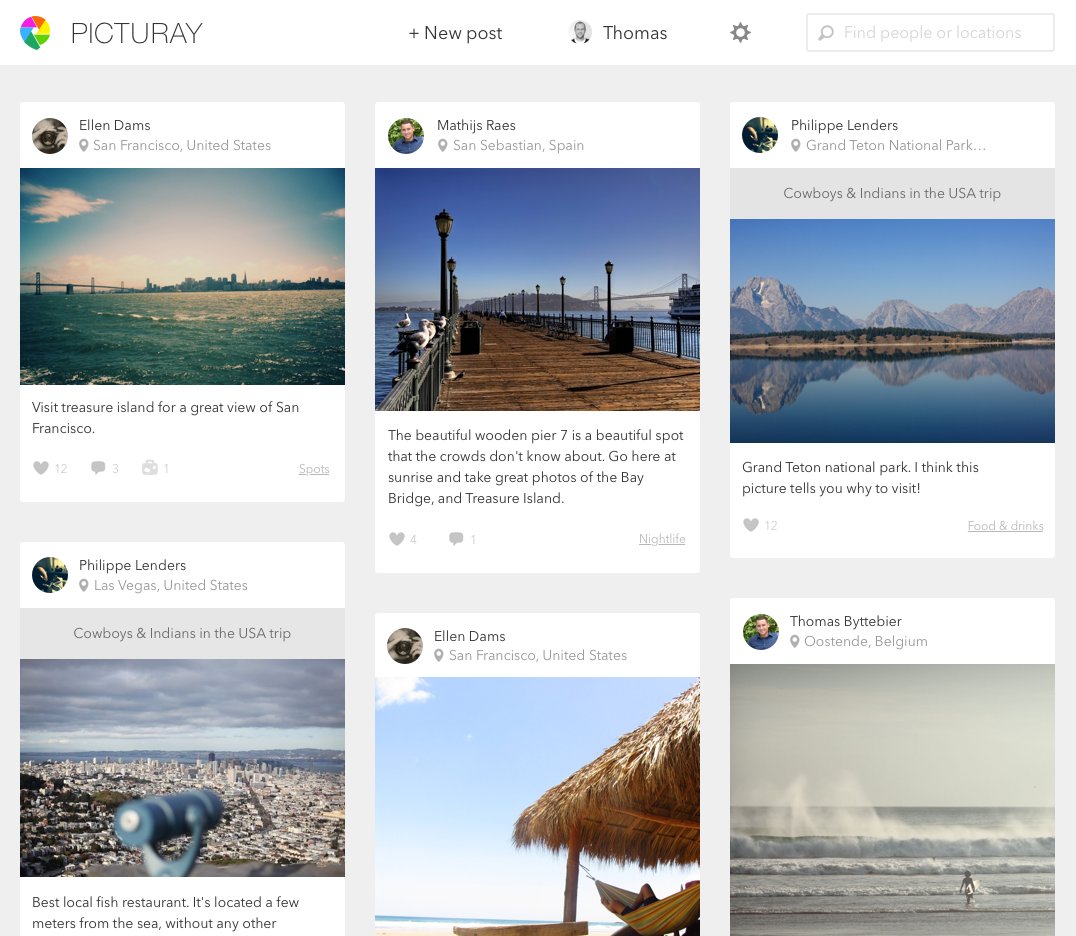 PICTURAY
+ New post
Thomas
Find people or locations
Ellen Dams
San Francisco, United States
Visit treasure island for a great view of San
Francisco.
12
3
1
Spots
Philippe Lenders
Las Vegas, United States
Cowboys & Indians in the USA trip
Best local fish restaurant. It's located a few
meters from the sea, without any other
Mathijs Raes
San Sebastian, Spain
The beautiful wooden pier 7 is a beautiful spot
that the crowds don't know about. Go here at
sunrise and take great photos of the Bay
Bridge, and Treasure Island.
4
1
Nightlife
Ellen Dams
San Francisco, United States
Philippe Lenders
Grand Teton National Park…
Cowboys & Indians in the USA trip
Grand Teton national park. I think this
picture tells you why to visit!
12
Food & drinks
Thomas Byttebier
Oostende, Belgium